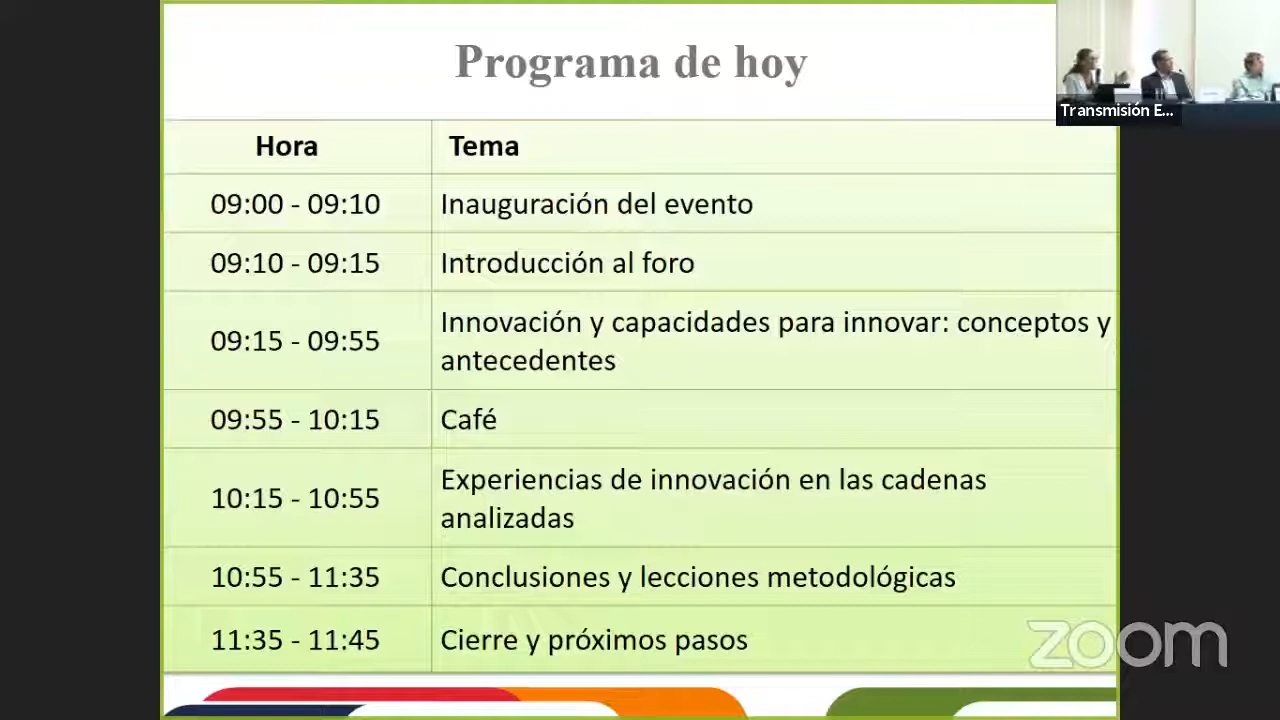 Programa de hoy
Transmisión E...
Hora Tema
09:00 - 09:10 Inauguración del evento
09:10 - 09:15 Introducción al foro
09:15 - 09:55 Innovación y capacidades para innovar: conceptos y
antecedentes
09:55 - 10:15 Café
10:15 - 10:55 Experiencias de innovación en las cadenas
analizadas
10:55 - 11:35 Conclusiones y lecciones metodológicas
11:35 - 11:45 Cierre y próximos pasos
zoom